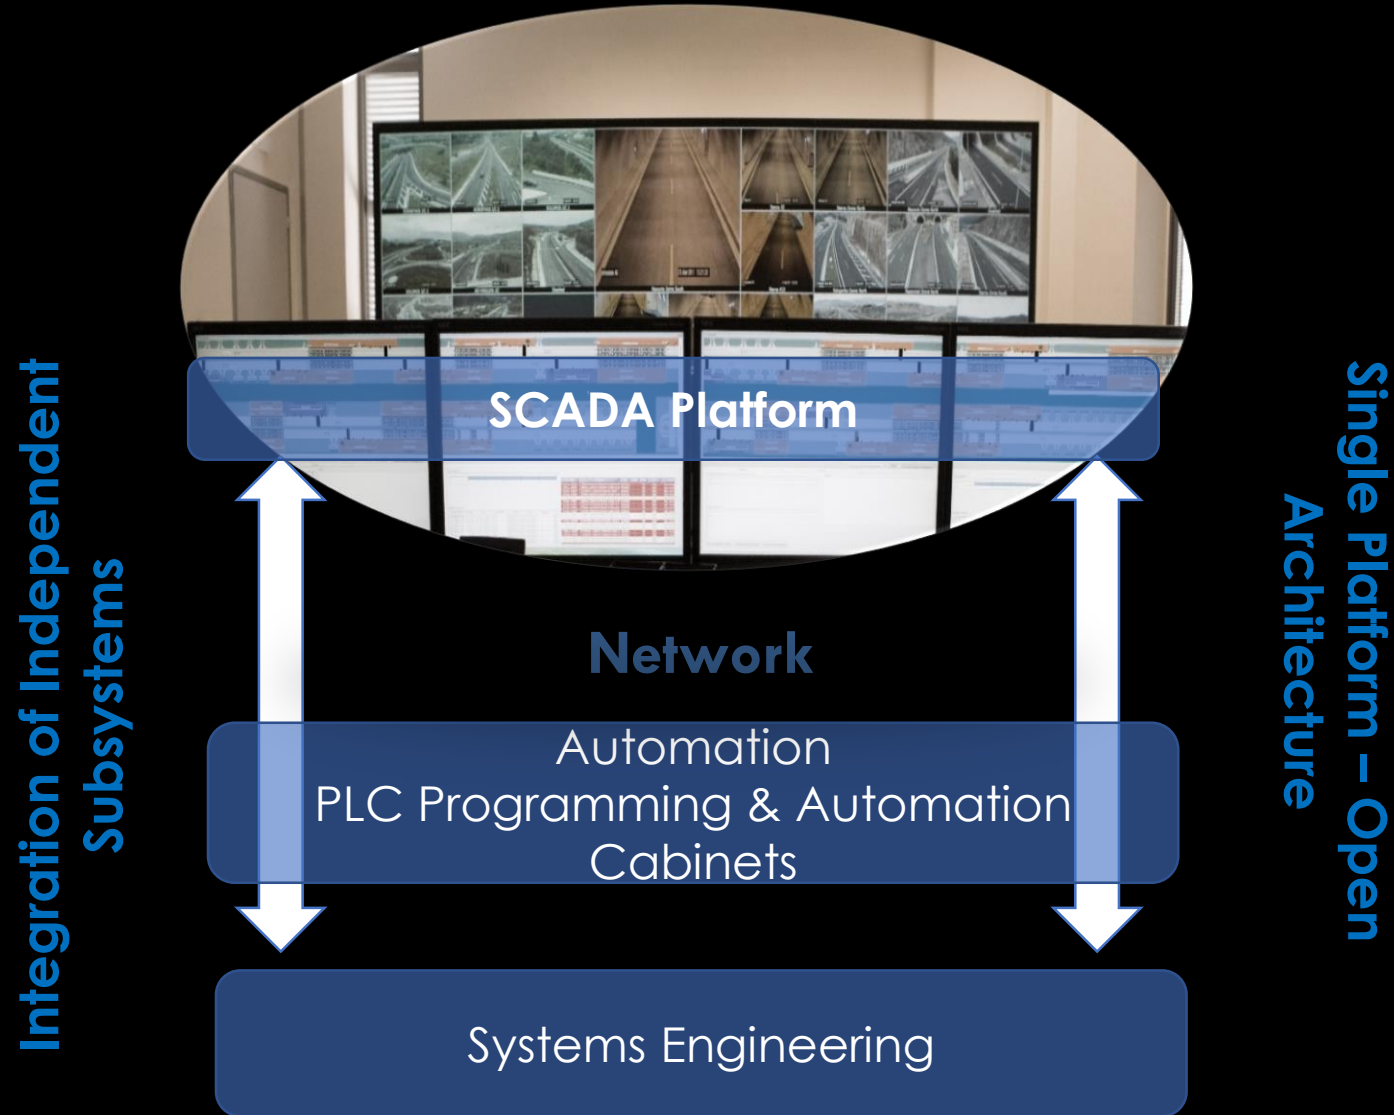 SCADA Platform
Integration of Independent
Subsystems
Single Platform – Open
Architecture
Network
Automation
PLC Programming & Automation
Cabinets
Systems Engineering